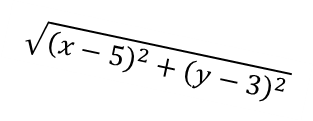 √(x − 5)² + (y − 3)²